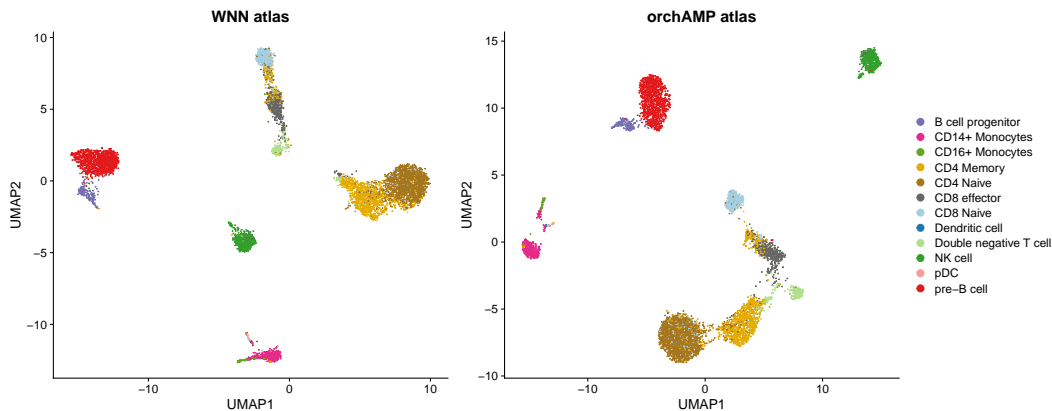 WNN atlas
orchAMP atlas
10
5
0
−5
−10
UMAP2
−10
0
10
UMAP1
15
10
5
0
−5
−10
UMAP2
−10
0
10
UMAP1
B cell progenitor
CD14+ Monocytes
CD16+ Monocytes
CD4 Memory
CD4 Naive
CD8 effector
CD8 Naive
Dendritic cell
Double negative T cell
NK cell
pDC
pre−B cell